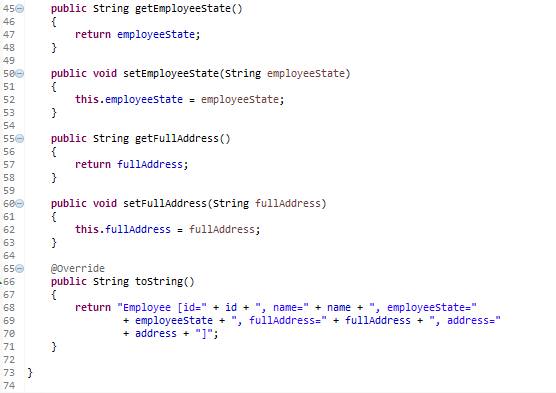 45 public String getEmployeeState()
46 {
47 return employeeState;
48 }
49
50 public void setEmployeeState(String employeeState)
51 {
52 this.employeeState = employeeState;
53 }
54
55 public String getFullAddress()
56 {
57 return fullAddress;
58 }
59
60 public void setFullAddress(String fullAddress)
61 {
62 this.fullAddress = fullAddress;
63 }
64
65 @Override
66 public String toString()
67 {
68 return "Employee [id=" + id + ", name=" + name + ", employeeState="
69 + employeeState + ", fullAddress=" + fullAddress + ", address="
70 + address + "]";
71 }
72
73 }
74